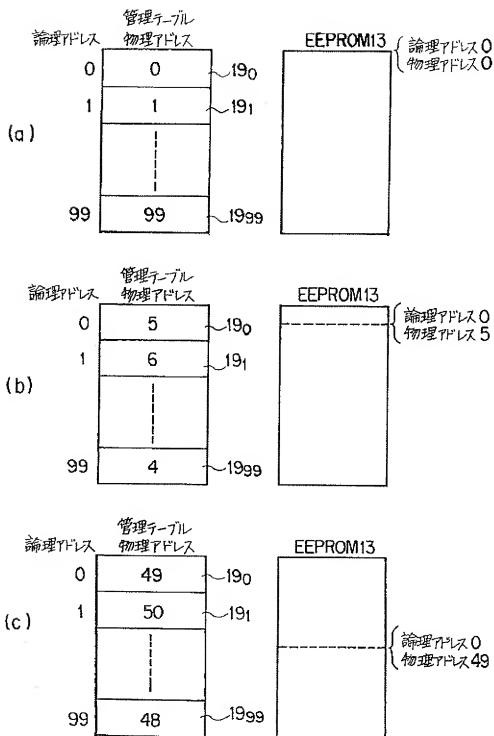 (a)
管理テーブル
論理アドレス 物理アドレス
0 0 19₀
1 1 19₁
99 99 19₉₉
EEPROM13
論理アドレス 0
物理アドレス 0
(b)
管理テーブル
論理アドレス 物理アドレス
0 5 19₀
1 6 19₁
99 4 19₉₉
EEPROM13
論理アドレス 0
物理アドレス 5
(c)
管理テーブル
論理アドレス 物理アドレス
0 49 19₀
1 50 19₁
99 48 19₉₉
EEPROM13
論理アドレス 0
物理アドレス 49